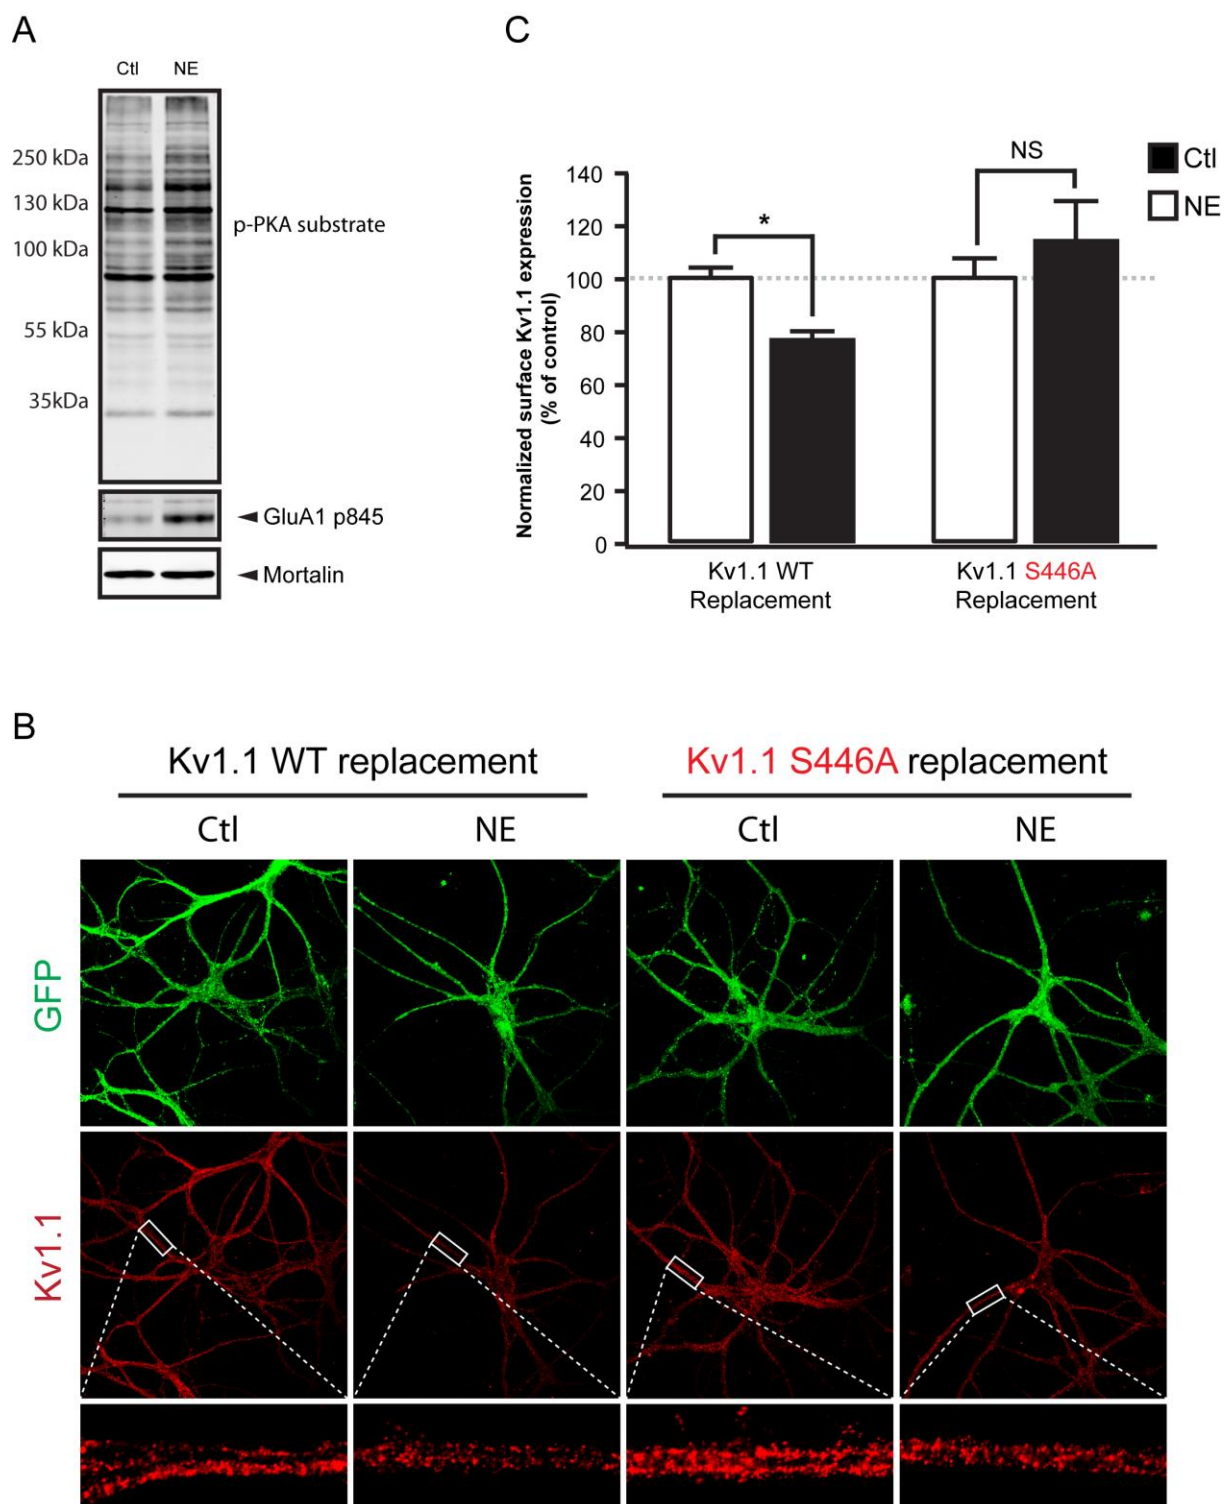 A
Ctl NE
250 kDa
130 kDa
100 kDa
55 kDa
35kDa
p-PKA substrate
GluA1 p845
Mortalin
C
Normalized surface Kv1.1 expression
(% of control)
140
120
100
80
60
40
20
0
*
NS
Ctl
NE
Kv1.1 WT
Replacement
Kv1.1 S446A
Replacement
B
Kv1.1 WT replacement
Kv1.1 S446A replacement
Ctl
NE
Ctl
NE
GFP
Kv1.1